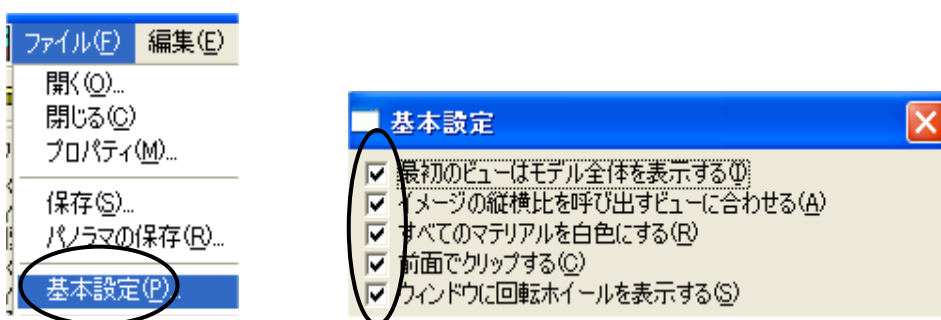 ファイル(F) 編集(E)
開く(O)...
閉じる(C)
プロパティ(M)...
保存(S)...
パノラマの保存(R)...
基本設定(P)...
基本設定
最初のビューはモデル全体を表示する(I)
イメージの縦横比を呼び出すビューに合わせる(A)
すべてのマテリアルを白色にする(R)
前面でクリップする(C)
ウィンドウに回転ホイールを表示する(S)